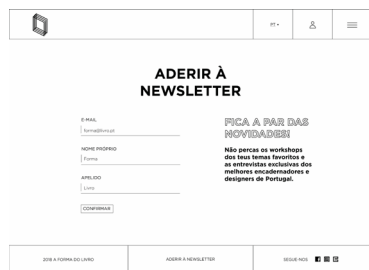 PT
ADERIR À
NEWSLETTER
E-MAIL
forma@livro.pt
NOME PRÓPRIO
Forma
APELIDO
Livro
CONFIRMAR
FICA A PAR DAS
NOVIDADES!
Não percas os workshops
dos teus temas favoritos e
as entrevistas exclusivas dos
melhores encadernadores e
designers de Portugal.
2018 A FORMA DO LIVRO
ADERIR À NEWSLETTER
SEGUE-NOS